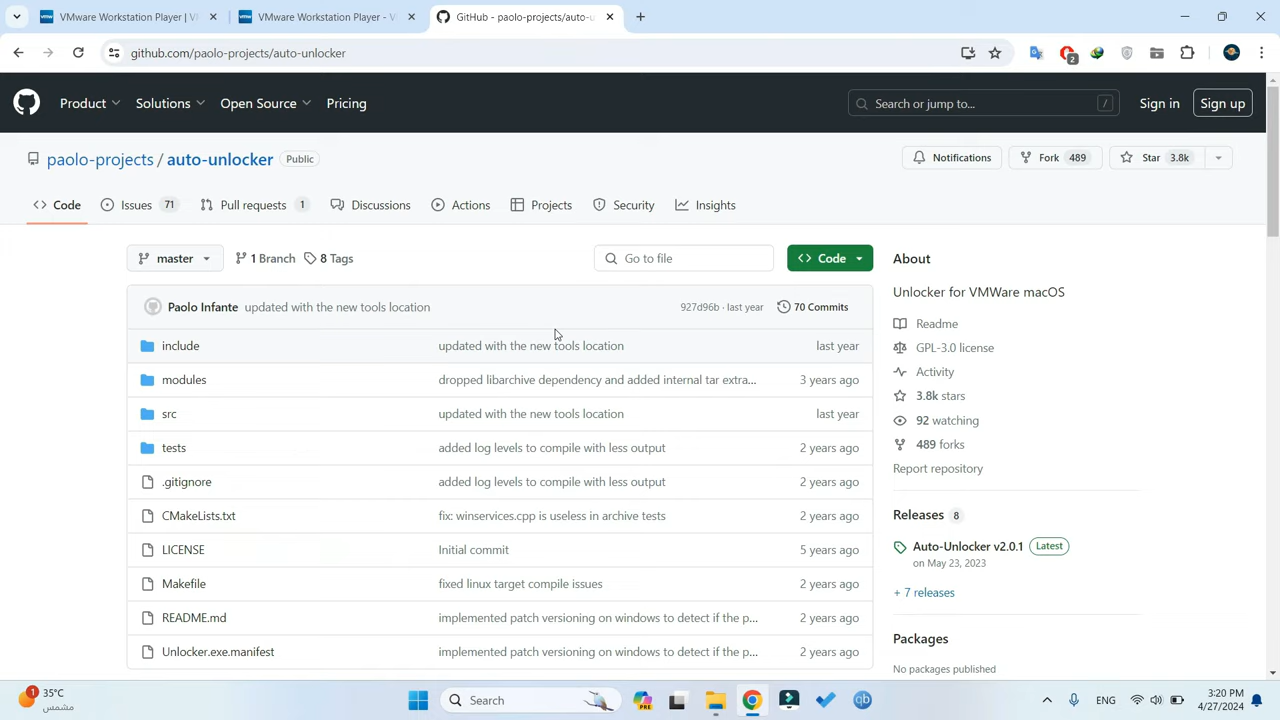 VMware Workstation Player | V
VMware Workstation Player - V
GitHub - paolo-projects/auto-u
github.com/paolo-projects/auto-unlocker
2
Product Solutions Open Source Pricing
Search or jump to... /
Sign in Sign up
paolo-projects / auto-unlocker Public
Notifications Fork 489 Star 3.8k
<> Code Issues 71 Pull requests 1 Discussions Actions Projects Security Insights
master 1 Branch 8 Tags Go to file <> Code
Paolo Infante updated with the new tools location 927d96b · last year 70 Commits
include updated with the new tools location last year
modules dropped libarchive dependency and added internal tar extra... 3 years ago
src updated with the new tools location last year
tests added log levels to compile with less output 2 years ago
.gitignore added log levels to compile with less output 2 years ago
CMakeLists.txt fix: winservices.cpp is useless in archive tests 2 years ago
LICENSE Initial commit 5 years ago
Makefile fixed linux target compile issues 2 years ago
README.md implemented patch versioning on windows to detect if the p... 2 years ago
Unlocker.exe.manifest implemented patch versioning on windows to detect if the p... 2 years ago
About
Unlocker for VMWare macOS
Readme
GPL-3.0 license
Activity
3.8k stars
92 watching
489 forks
Report repository
Releases 8
Auto-Unlocker v2.0.1 Latest
on May 23, 2023
+ 7 releases
Packages
No packages published
1
35°C
مشمس
Search
qb
ENG
3:20 PM
4/27/2024